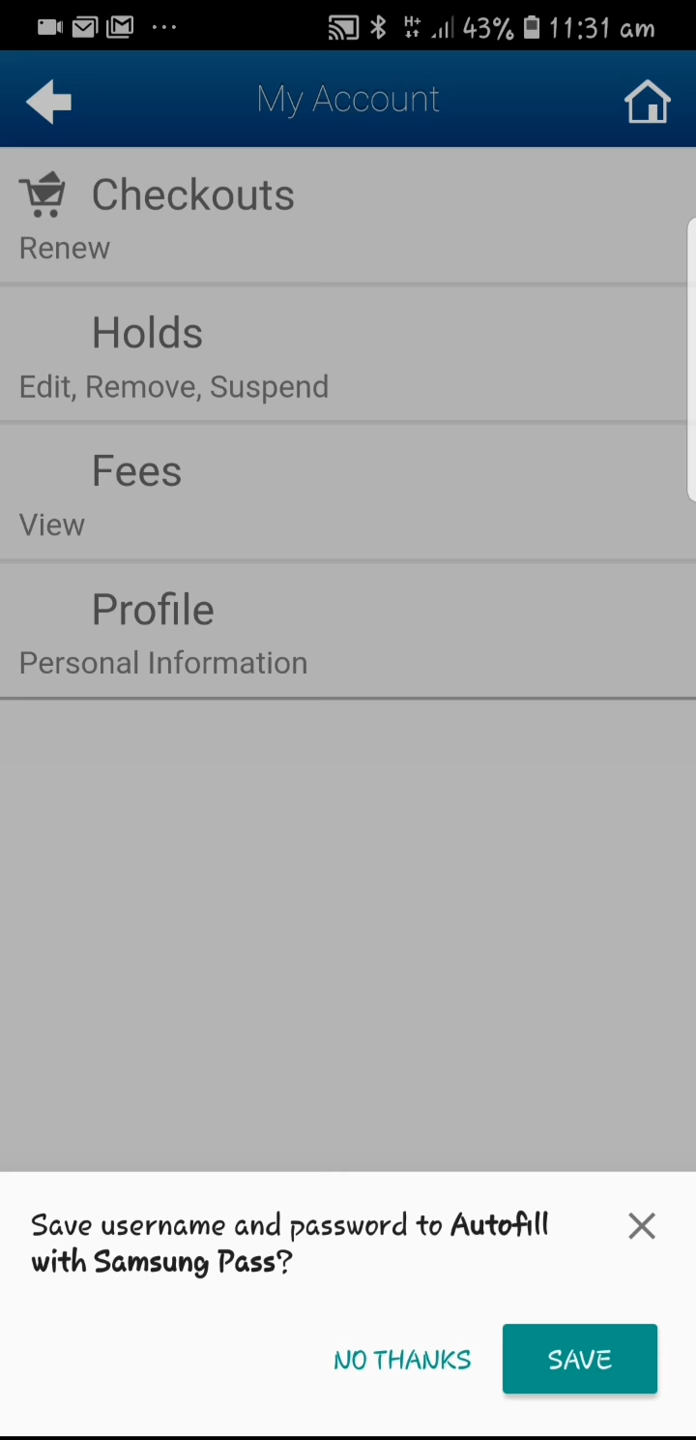 43% 11:31 am
My Account
Checkouts
Renew
Holds
Edit, Remove, Suspend
Fees
View
Profile
Personal Information
Save username and password to Autofill
with Samsung Pass?
NO THANKS SAVE